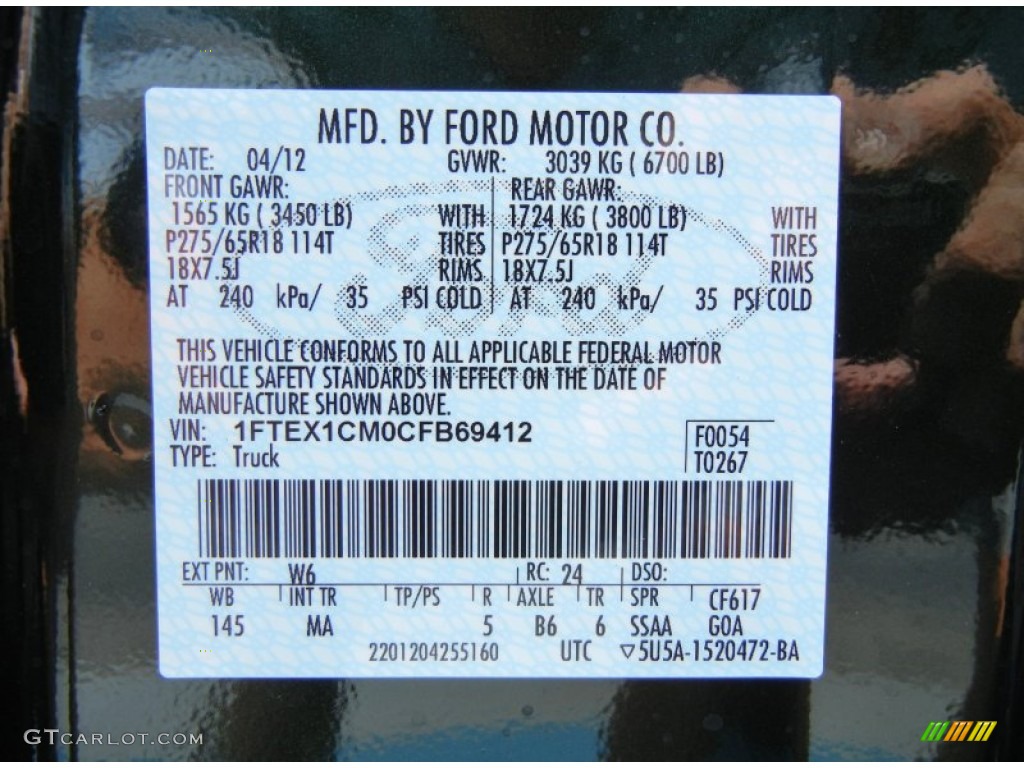 MFD. BY FORD MOTOR CO.
DATE: 04/12 GVWR: 3039 KG ( 6700 LB)
FRONT GAWR: REAR GAWR:
1565 KG ( 3450 LB) WITH 1724 KG ( 3800 LB) WITH
P275/65R18 114T TIRES P275/65R18 114T TIRES
18X7.5J RIMS 18X7.5J RIMS
AT 240 kPa/ 35 PSI COLD AT 240 kPa/ 35 PSI COLD
Ford
THIS VEHICLE CONFORMS TO ALL APPLICABLE FEDERAL MOTOR
VEHICLE SAFETY STANDARDS IN EFFECT ON THE DATE OF
MANUFACTURE SHOWN ABOVE.
VIN: 1FTEX1CM0CFB69412 F0054
TYPE: Truck T0267
EXT PNT: W6 RC: 24 DSO:
WB INT TR TP/PS R AXLE TR SPR CF617
145 MA 5 B6 6 SSAA GOA
2201204255160 UTC ▽5U5A-1520472-BA
GTCARLOT.COM